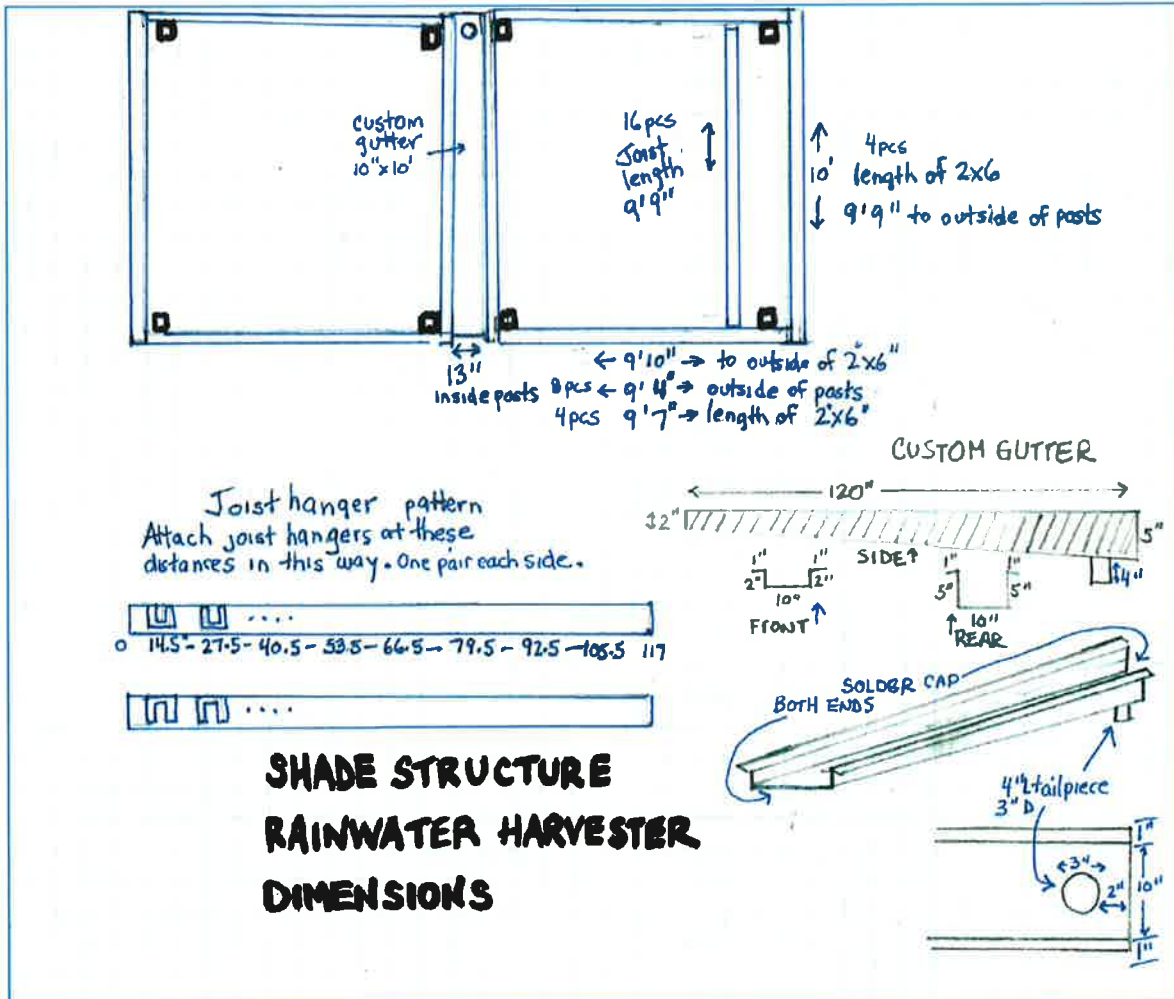 custom
gutter
10"x10'
16pcs
Joist
length
9'9"
4pcs
10' length of 2x6
9'9" to outside of posts
13"
inside posts
← 9'10" → to outside of 2"x6"
8pcs ← 9'4" → outside of posts
4pcs 9'7" → length of 2"x6"
CUSTOM GUTTER
120"
2"
5"
SIDE↑
4"
1" 1"
2" 2"
10"
FRONT↑
1" 1"
5" 5"
10"
↑REAR
Joist hanger pattern
Attach joist hangers at these
distances in this way. One pair each side.
0 14.5" - 27.5 - 40.5 - 53.5 - 66.5 - 79.5 - 92.5 - 105.5 117
SOLDER CAP
BOTH ENDS
4"L tailpiece
3" D
1"
3"
2"
10"
1"
SHADE STRUCTURE
RAINWATER HARVESTER
DIMENSIONS